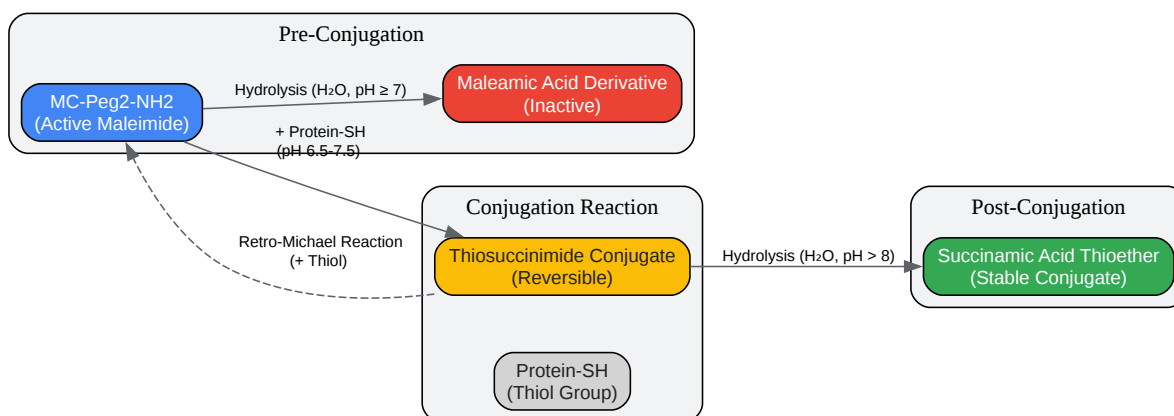 Pre-Conjugation
MC-Peg2-NH2
(Active Maleimide)
Hydrolysis (H₂O, pH ≥ 7)
Maleamic Acid Derivative
(Inactive)
+ Protein-SH
(pH 6.5-7.5)
Conjugation Reaction
Post-Conjugation
Retro-Michael Reaction
(+ Thiol)
Thiosuccinimide Conjugate
(Reversible)
Hydrolysis (H₂O, pH > 8)
Succinamic Acid Thioether
(Stable Conjugate)
Protein-SH
(Thiol Group)